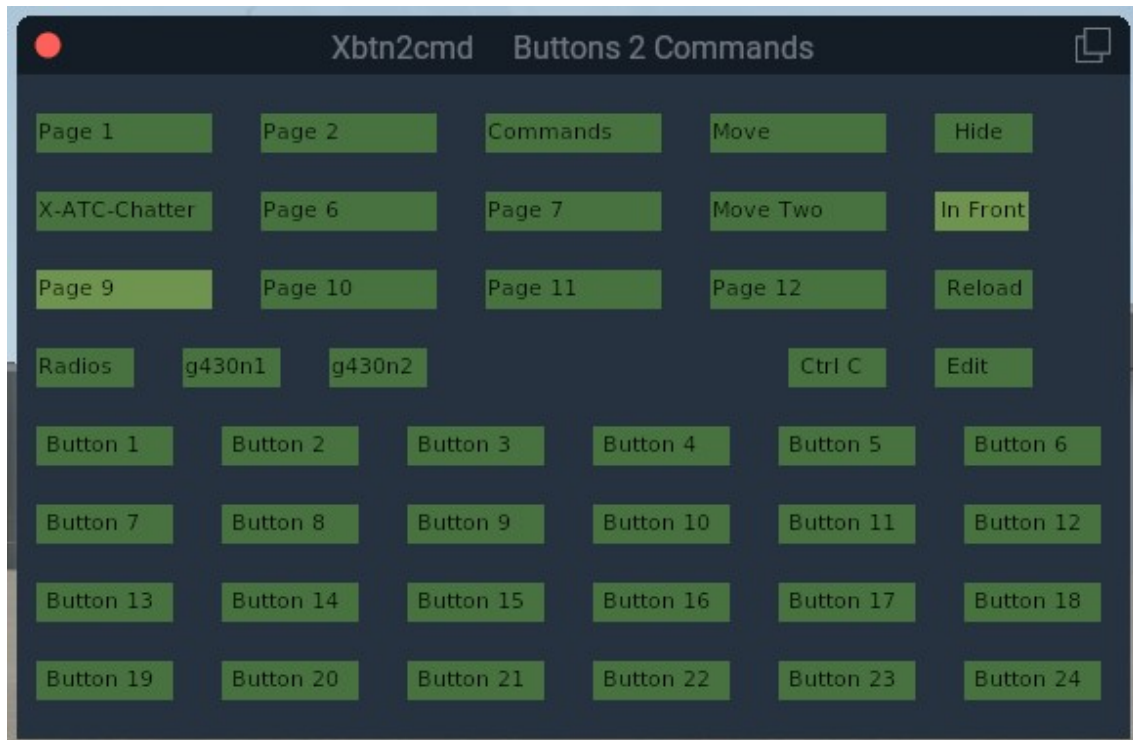 Xbtn2cmd Buttons 2 Commands
Page 1 Page 2 Commands Move Hide
X-ATC-Chatter Page 6 Page 7 Move Two In Front
Page 9 Page 10 Page 11 Page 12 Reload
Radios g430n1 g430n2 Ctrl C Edit
Button 1 Button 2 Button 3 Button 4 Button 5 Button 6
Button 7 Button 8 Button 9 Button 10 Button 11 Button 12
Button 13 Button 14 Button 15 Button 16 Button 17 Button 18
Button 19 Button 20 Button 21 Button 22 Button 23 Button 24